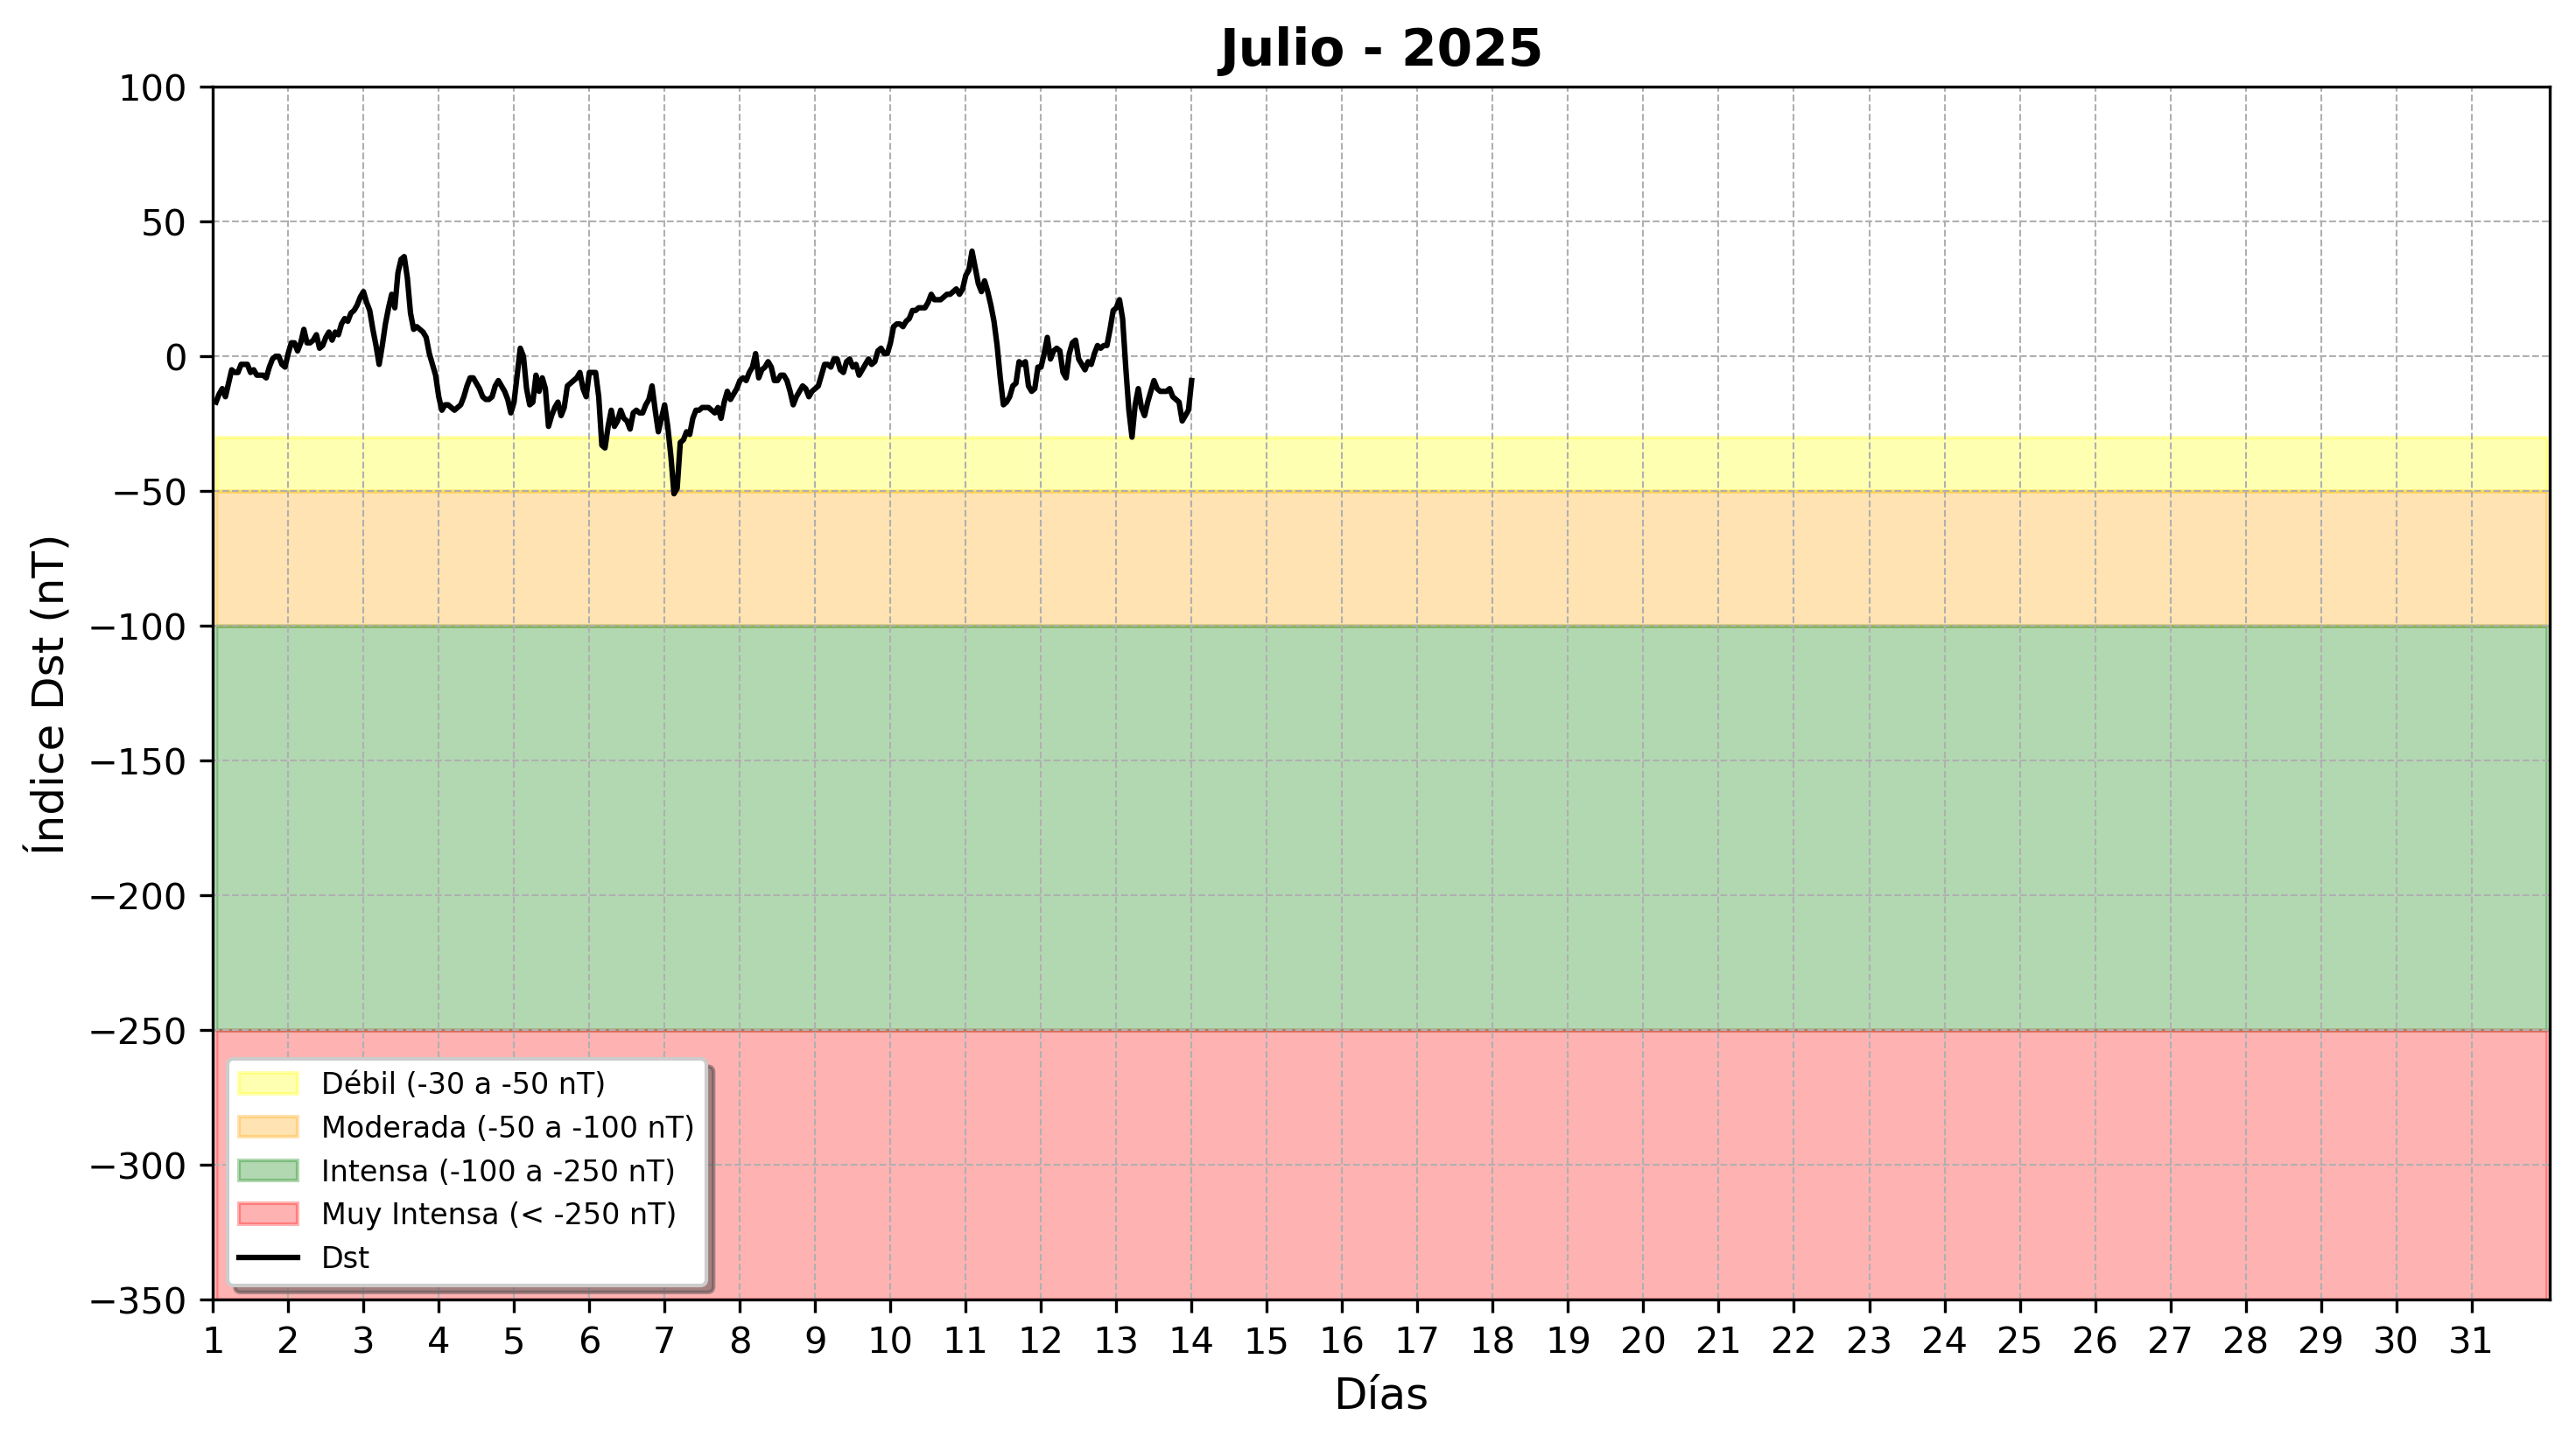 Julio - 2025
100
50
0
−50
−100
−150
−200
−250
−300
−350
Índice Dst (nT)
Débil (-30 a -50 nT)
Moderada (-50 a -100 nT)
Intensa (-100 a -250 nT)
Muy Intensa (< -250 nT)
Dst
1 2 3 4 5 6 7 8 9 10 11 12 13 14 15 16 17 18 19 20 21 22 23 24 25 26 27 28 29 30 31
Días